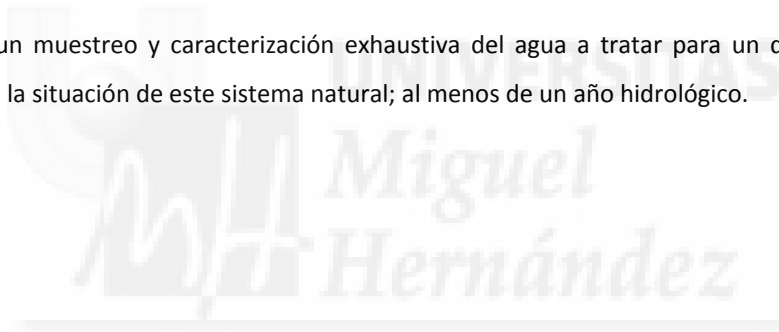 un muestreo y caracterización exhaustiva del agua a tratar para un
la situación de este sistema natural; al menos de un año hidrológico.
UNIVERSITAS
Miguel
Hernández